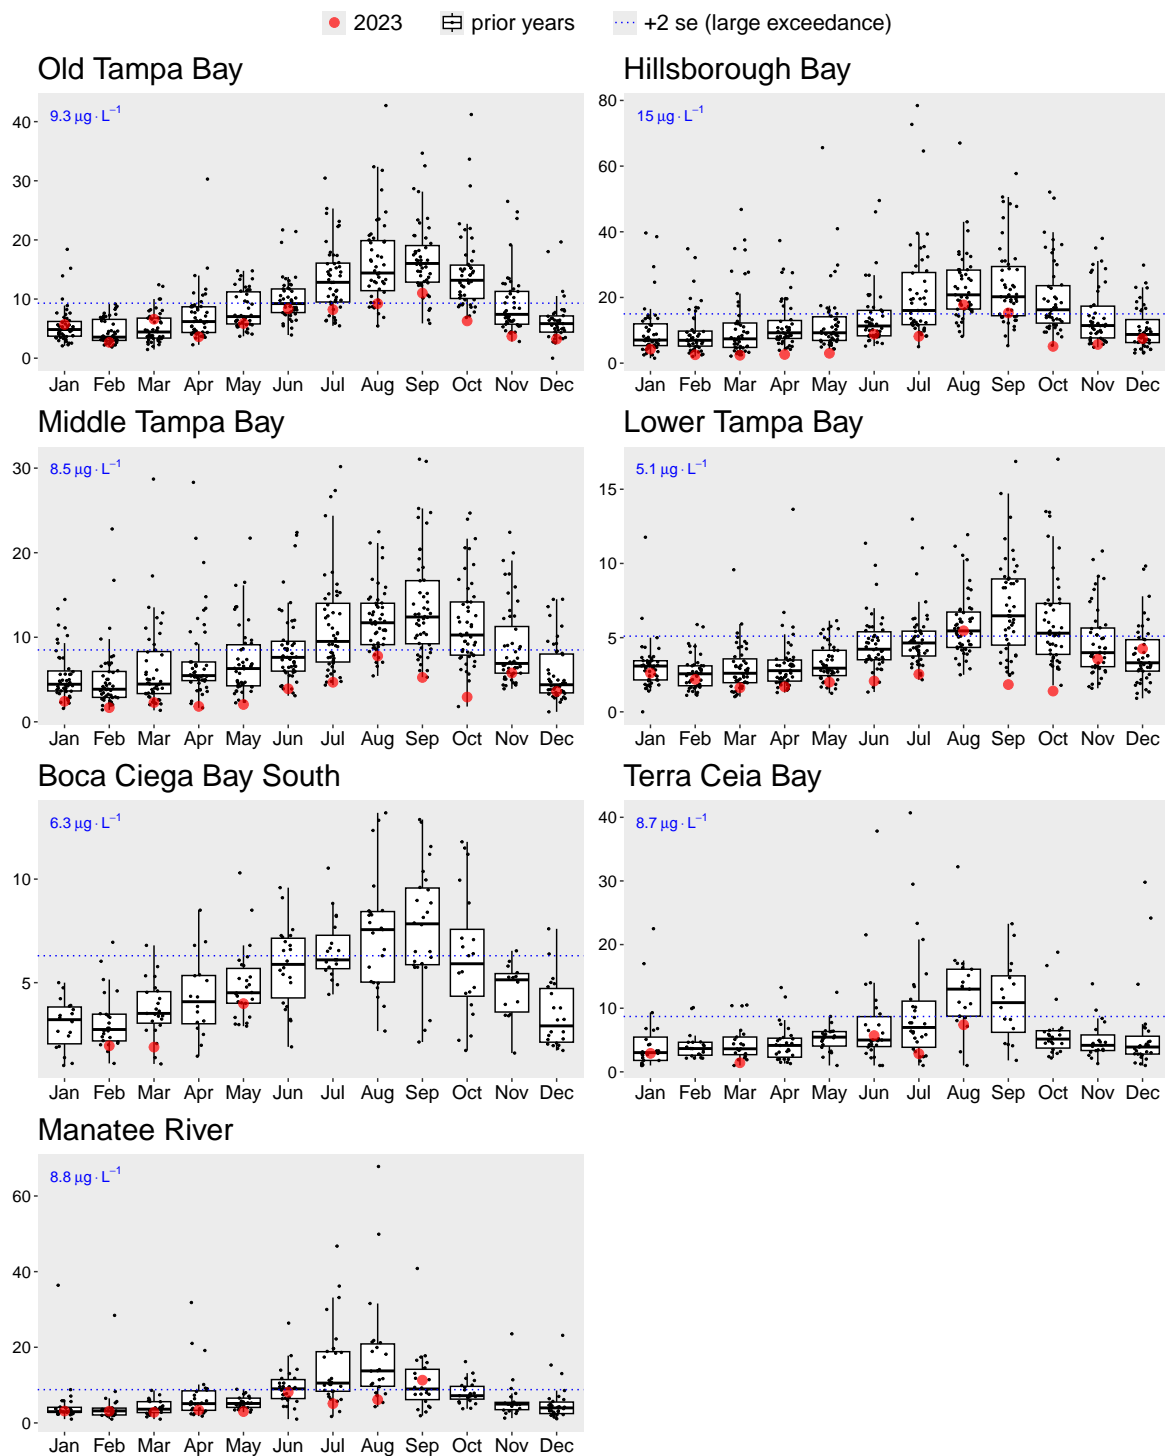 2023 prior years +2 se (large exceedance)
Old Tampa Bay
9.3 µg · L⁻¹
40
30
20
10
0
Jan Feb Mar Apr May Jun Jul Aug Sep Oct Nov Dec
Hillsborough Bay
15 µg · L⁻¹
80
60
40
20
0
Jan Feb Mar Apr May Jun Jul Aug Sep Oct Nov Dec
Middle Tampa Bay
8.5 µg · L⁻¹
30
20
10
0
Jan Feb Mar Apr May Jun Jul Aug Sep Oct Nov Dec
Lower Tampa Bay
5.1 µg · L⁻¹
15
10
5
0
Jan Feb Mar Apr May Jun Jul Aug Sep Oct Nov Dec
Boca Ciega Bay South
6.3 µg · L⁻¹
10
5
Jan Feb Mar Apr May Jun Jul Aug Sep Oct Nov Dec
Terra Ceia Bay
8.7 µg · L⁻¹
40
30
20
10
0
Jan Feb Mar Apr May Jun Jul Aug Sep Oct Nov Dec
Manatee River
8.8 µg · L⁻¹
60
40
20
0
Jan Feb Mar Apr May Jun Jul Aug Sep Oct Nov Dec